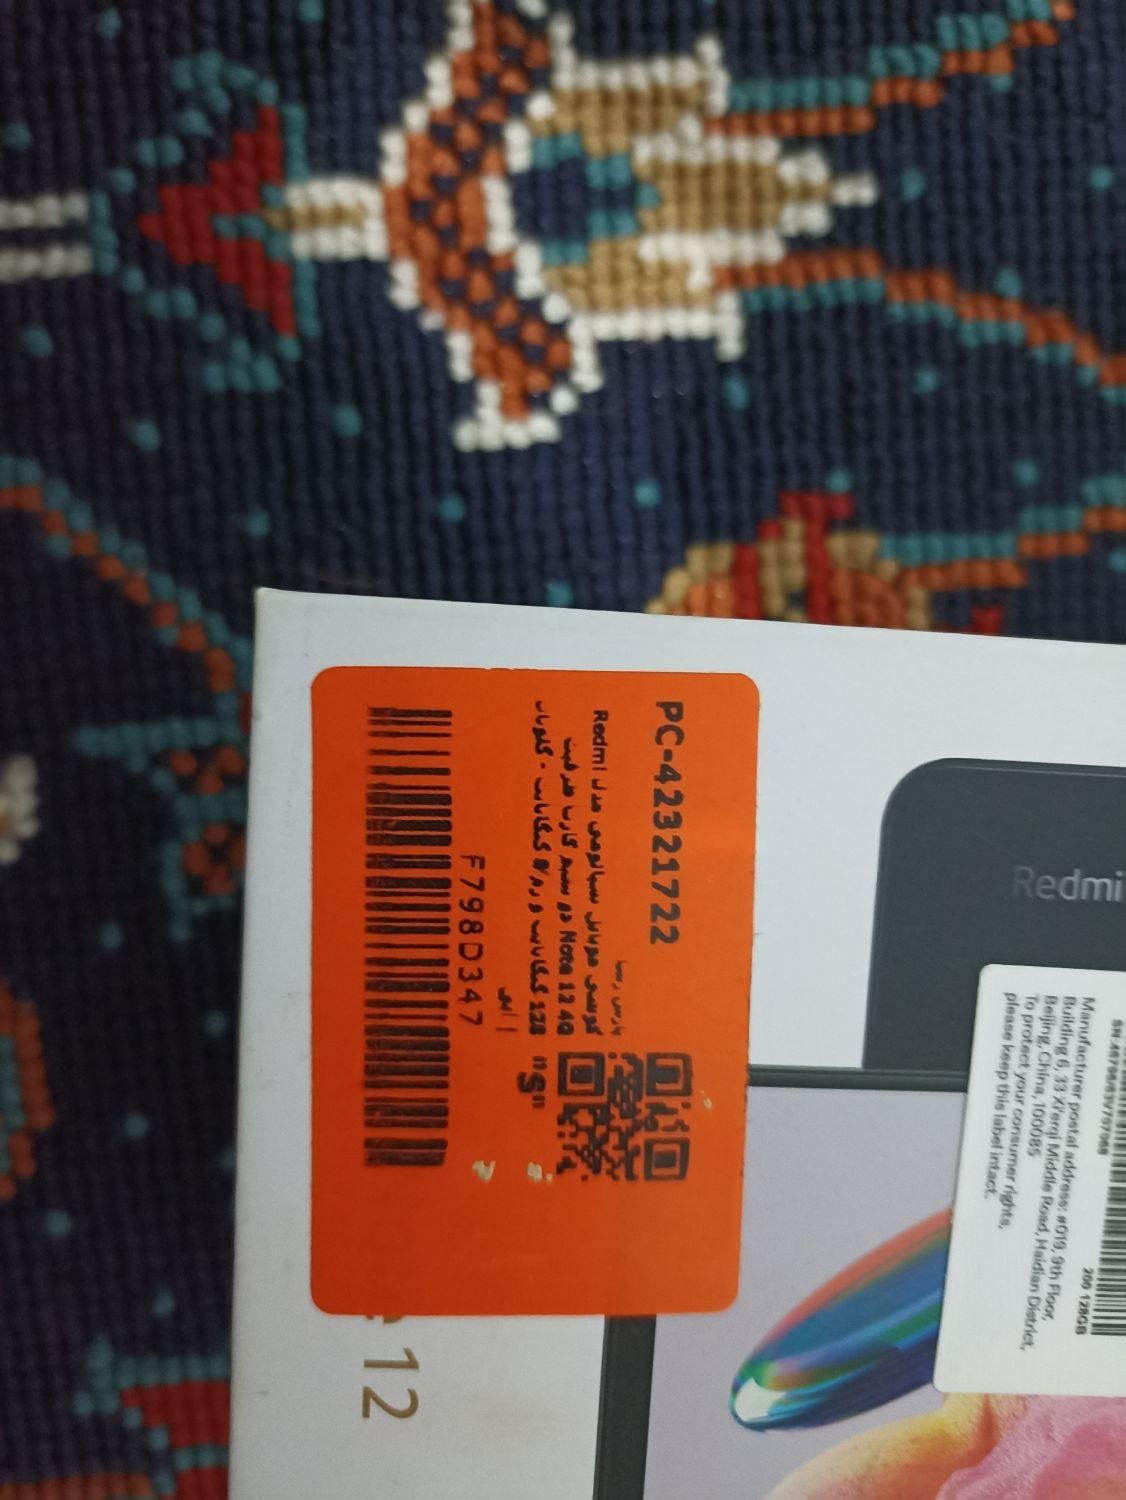 PC-42321722
پارس رسا
گوشی موبایل شیائومی مدل Redmi
Note 12 4G دو سیم کارت ظرفیت
128 گیگابایت و رم 8 گیگابایت - گلوبال
"S"
F798D347
12
Redmi
200 128GB
Manufacturer postal address: #019, 9th Floor,
Building 6, 33 Xi'erqi Middle Road, Haidian District,
Beijing, China, 100085
To protect your consumer rights,
please keep this label intact.